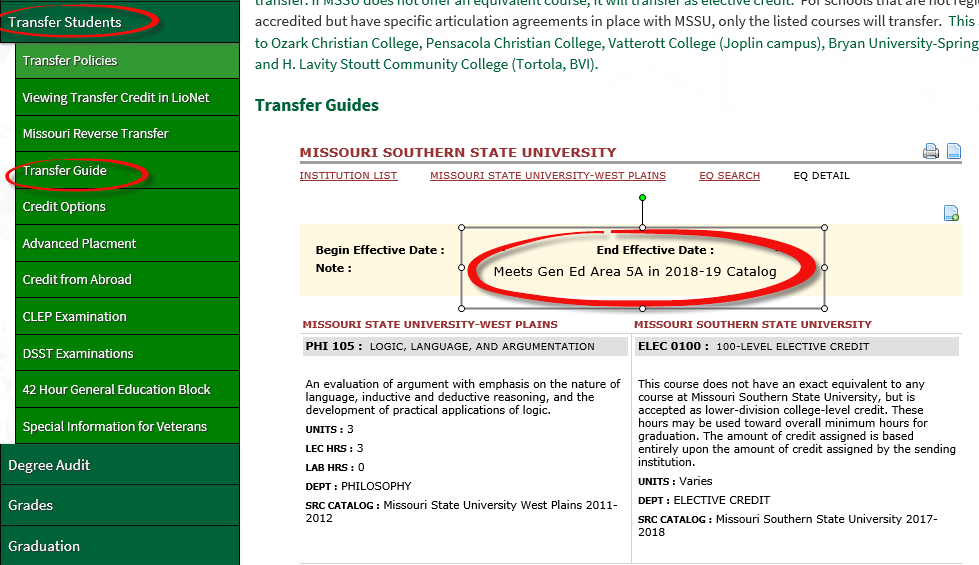 Transfer Students
Transfer Policies
Viewing Transfer Credit in LioNet
Missouri Reverse Transfer
Transfer Guide
Credit Options
Advanced Placment
Credit from Abroad
CLEP Examination
DSST Examinations
42 Hour General Education Block
Special Information for Veterans
Degree Audit
Grades
Graduation
transfer. If MSSU does not offer an equivalent course, it will transfer as elective credit. For schools that are not regi
accredited but have specific articulation agreements in place with MSSU, only the listed courses will transfer. This
to Ozark Christian College, Pensacola Christian College, Vatterott College (Joplin campus), Bryan University-Spring
and H. Lavity Stoutt Community College (Tortola, BVI).
Transfer Guides
MISSOURI SOUTHERN STATE UNIVERSITY
INSTITUTION LIST MISSOURI STATE UNIVERSITY-WEST PLAINS EQ SEARCH EQ DETAIL
Begin Effective Date : End Effective Date :
Note : Meets Gen Ed Area 5A in 2018-19 Catalog
MISSOURI STATE UNIVERSITY-WEST PLAINS
PHI 105 : LOGIC, LANGUAGE, AND ARGUMENTATION
An evaluation of argument with emphasis on the nature of
language, inductive and deductive reasoning, and the
development of practical applications of logic.
UNITS : 3
LEC HRS : 3
LAB HRS : 0
DEPT : PHILOSOPHY
SRC CATALOG : Missouri State University West Plains 2011-
2012
MISSOURI SOUTHERN STATE UNIVERSITY
ELEC 0100 : 100-LEVEL ELECTIVE CREDIT
This course does not have an exact equivalent to any
course at Missouri Southern State University, but is
accepted as lower-division college-level credit. These
hours may be used toward overall minimum hours for
graduation. The amount of credit assigned is based
entirely upon the amount of credit assigned by the sending
institution.
UNITS : Varies
DEPT : ELECTIVE CREDIT
SRC CATALOG : Missouri Southern State University 2017-
2018